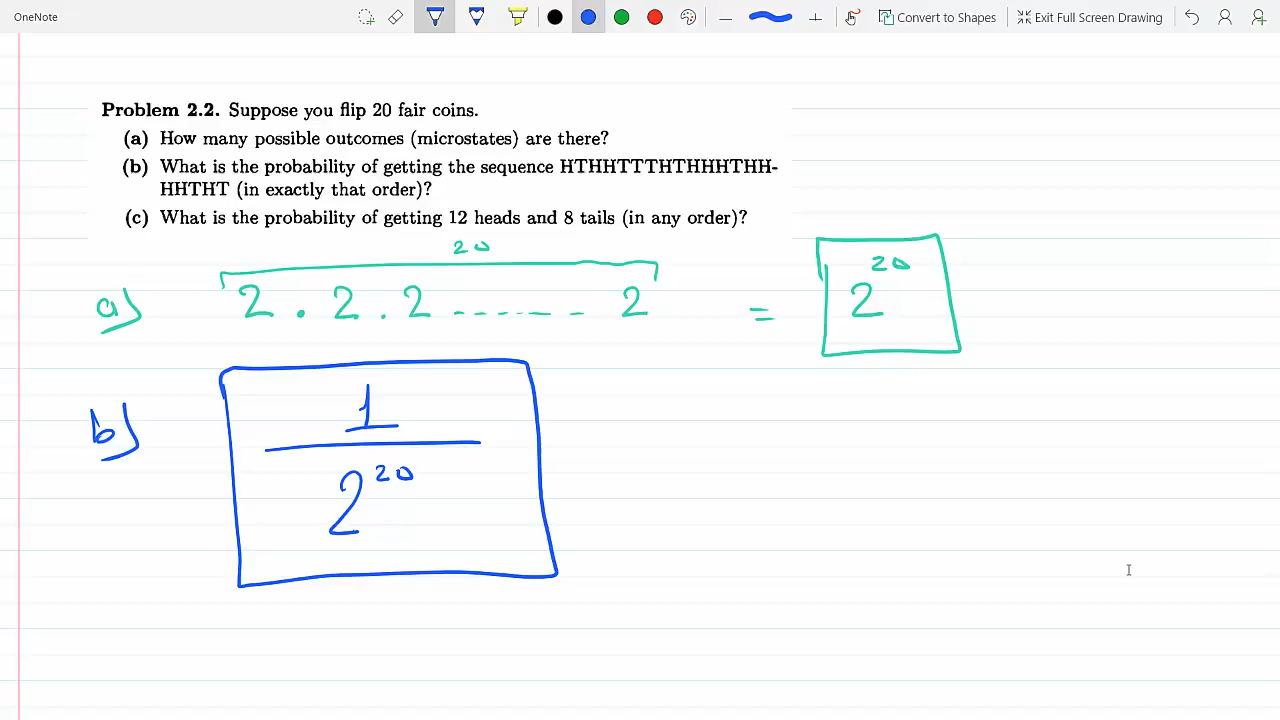 OneNote
Convert to Shapes
Exit Full Screen Drawing
Problem 2.2. Suppose you flip 20 fair coins.
(a) How many possible outcomes (microstates) are there?
(b) What is the probability of getting the sequence HTHHTTTHTHHHTHH-
HHTHT (in exactly that order)?
(c) What is the probability of getting 12 heads and 8 tails (in any order)?
20
a) 2 . 2 . 2 ------ 2 = 2^20
b) 1
2^20